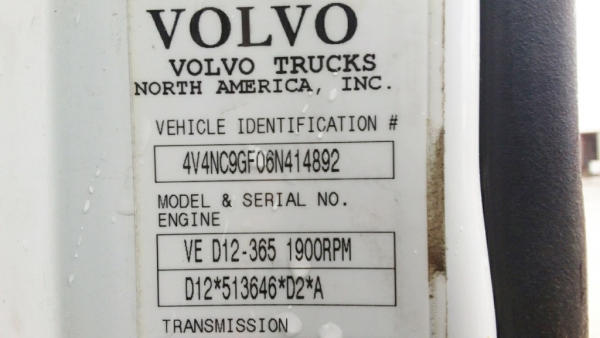 VOLVO
VOLVO TRUCKS
NORTH AMERICA, INC.
VEHICLE IDENTIFICATION #
4V4NC9GF06N414892
MODEL & SERIAL NO.
ENGINE
VE D12-365 1900RPM
D12*513646*D2*A
TRANSMISSION